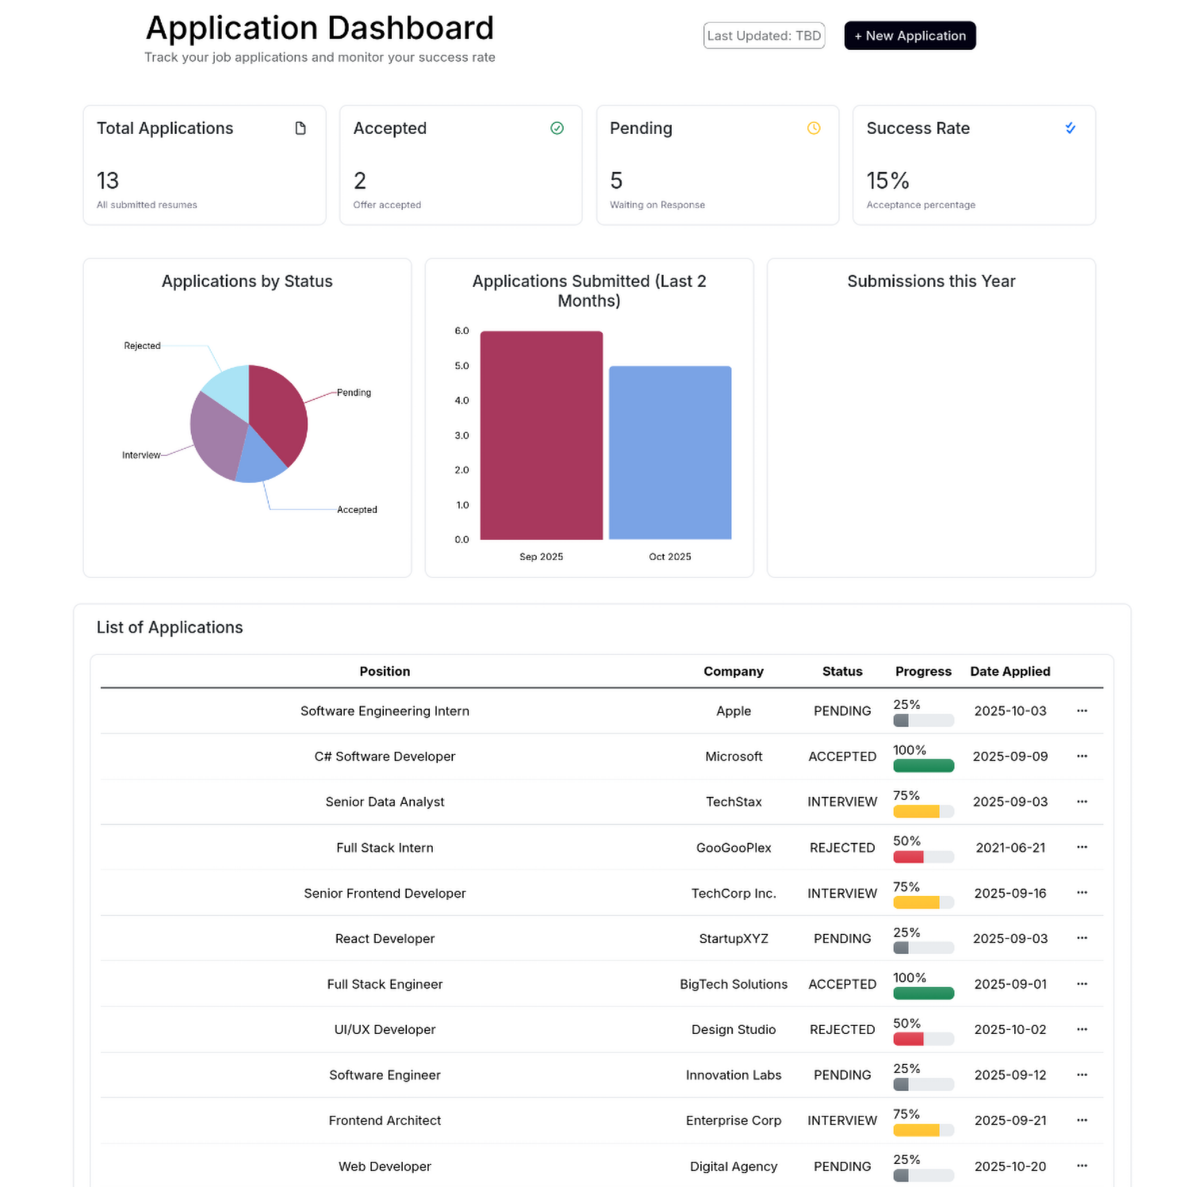 Application Dashboard
Track your job applications and monitor your success rate
Last Updated: TBD
+ New Application
Total Applications
13
All submitted resumes
Accepted
2
Offer accepted
Pending
5
Waiting on Response
Success Rate
15%
Acceptance percentage
Applications by Status
Rejected
Pending
Interview
Accepted
Applications Submitted (Last 2
Months)
6.0
5.0
4.0
3.0
2.0
1.0
0.0
Sep 2025
Oct 2025
Submissions this Year
List of Applications
Position Company Status Progress Date Applied
Software Engineering Intern Apple PENDING 25% 2025-10-03 ...
C# Software Developer Microsoft ACCEPTED 100% 2025-09-09 ...
Senior Data Analyst TechStax INTERVIEW 75% 2025-09-03 ...
Full Stack Intern GooGooPlex REJECTED 50% 2021-06-21 ...
Senior Frontend Developer TechCorp Inc. INTERVIEW 75% 2025-09-16 ...
React Developer StartupXYZ PENDING 25% 2025-09-03 ...
Full Stack Engineer BigTech Solutions ACCEPTED 100% 2025-09-01 ...
UI/UX Developer Design Studio REJECTED 50% 2025-10-02 ...
Software Engineer Innovation Labs PENDING 25% 2025-09-12 ...
Frontend Architect Enterprise Corp INTERVIEW 75% 2025-09-21 ...
Web Developer Digital Agency PENDING 25% 2025-10-20 ...